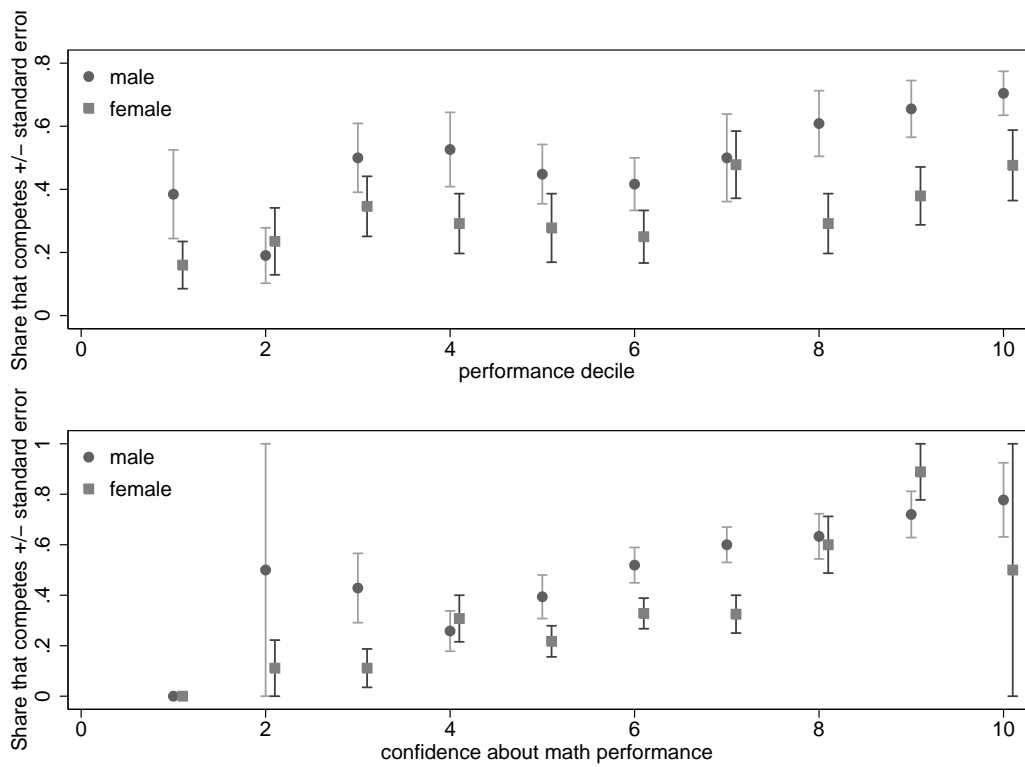 Share that competes +/− standard error
.8
.6
.4
.2
0
male
female
0 2 4 6 8 10
performance decile
Share that competes +/− standard error
1
.8
.6
.4
.2
0
male
female
0 2 4 6 8 10
confidence about math performance